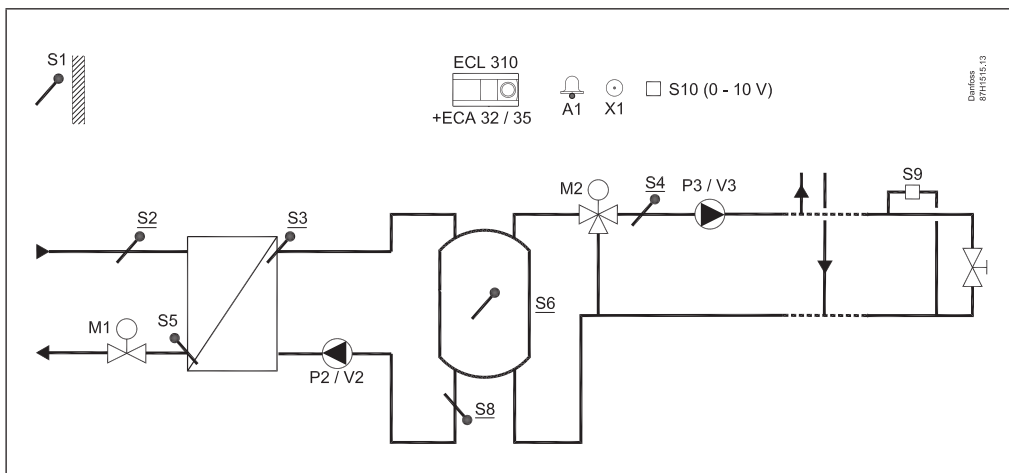 S1
ECL 310
+ECA 32 / 35
A1
X1
S10 (0 - 10 V)
Danfoss
87H1515.13
S2
S3
M2
S4
P3 / V3
S9
M1
S5
S6
P2 / V2
S8